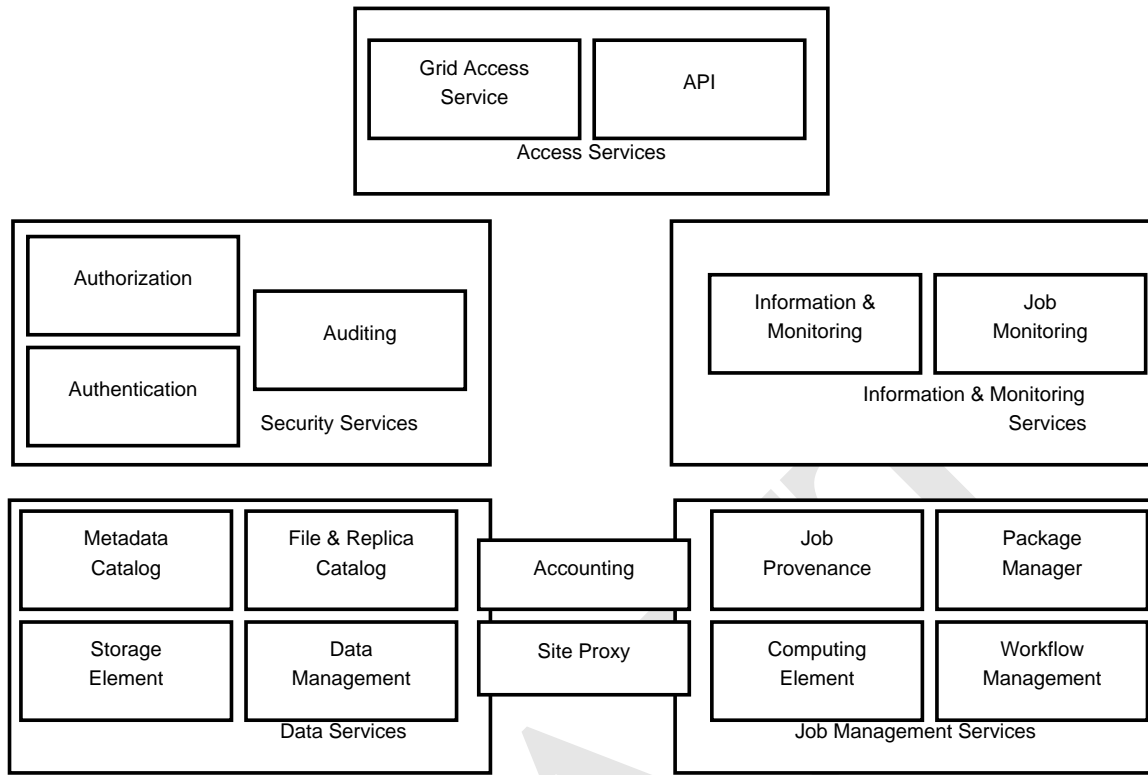 Grid Access
Service
API
Access Services
Authorization
Auditing
Authentication
Security Services
Information &
Monitoring
Job
Monitoring
Information & Monitoring
Services
Metadata
Catalog
File & Replica
Catalog
Storage
Element
Data
Management
Data Services
Accounting
Site Proxy
Job
Provenance
Package
Manager
Computing
Element
Workflow
Management
Job Management Services